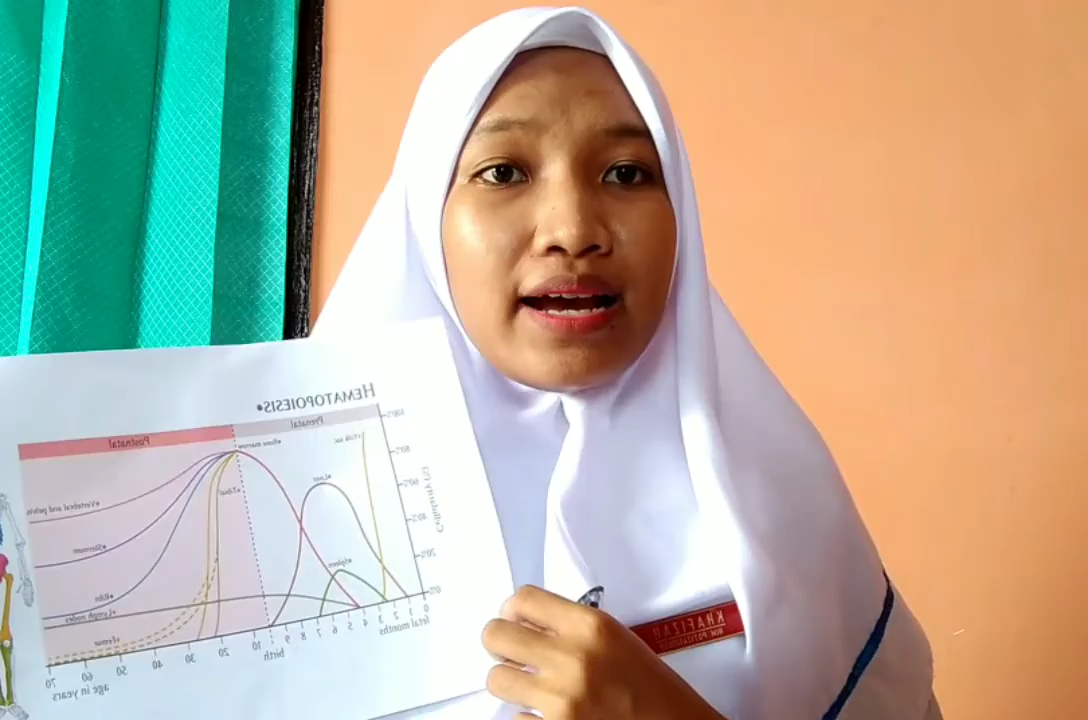 HEMATOPOIESIS
Prenatal
Postnatal
100%
80%
60%
40%
20%
0%
Cellularity (%)
Yolk sac
Liver
Spleen
Bone marrow
Tibia
Vertebral and pelvis
Sternum
Ribs
Lymph nodes
Femur
0 1 2 3 4 5 6 7 8 9 10 20 30 40 50 60 70
fetal months
birth
age in years
KHAFIZAH